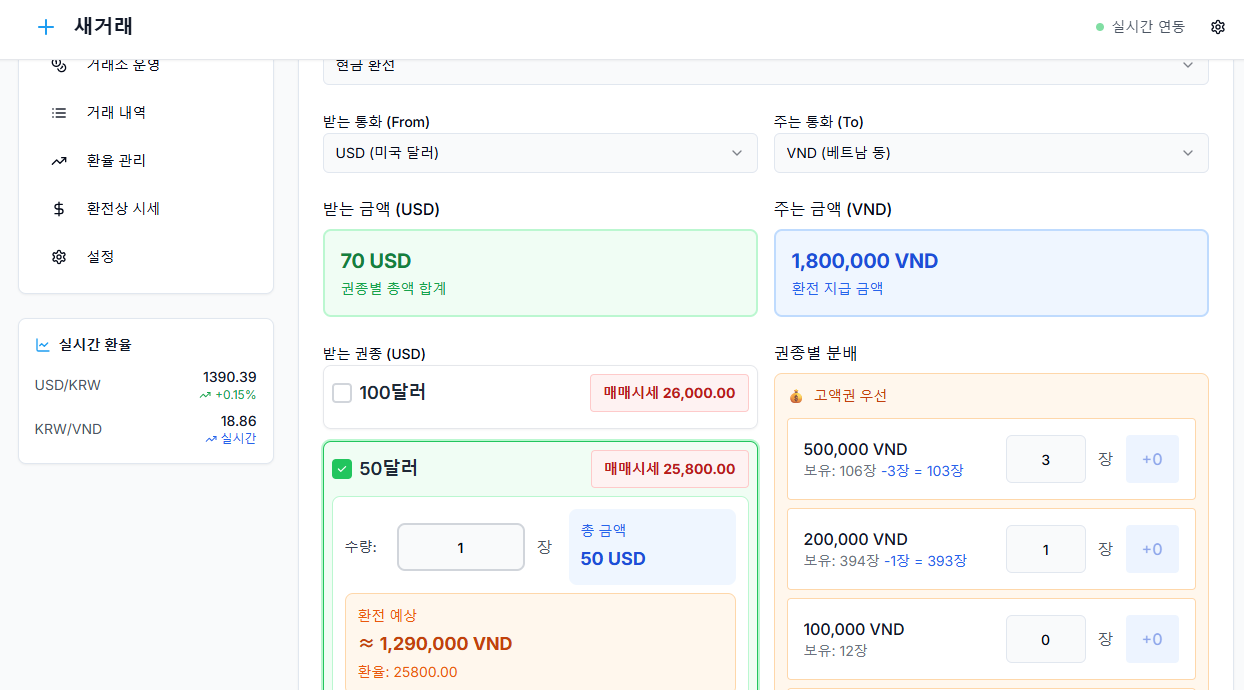 새거래
실시간 연동
거래소 운영
거래 내역
환율 관리
환전상 시세
설정
실시간 환율
USD/KRW
1390.39
+0.15%
KRW/VND
18.86
실시간
현금 환전
받는 통화 (From)
주는 통화 (To)
USD (미국 달러)
VND (베트남 동)
받는 금액 (USD)
주는 금액 (VND)
70 USD
권종별 총액 합계
1,800,000 VND
환전 지급 금액
받는 권종 (USD)
100달러
매매시세 26,000.00
50달러
매매시세 25,800.00
수량:
1
장
총 금액
50 USD
환전 예상
≈ 1,290,000 VND
환율: 25800.00
권종별 분배
고액권 우선
500,000 VND
보유: 106장 -3장 = 103장
3
장
+0
200,000 VND
보유: 394장 -1장 = 393장
1
장
+0
100,000 VND
보유: 12장
0
장
+0